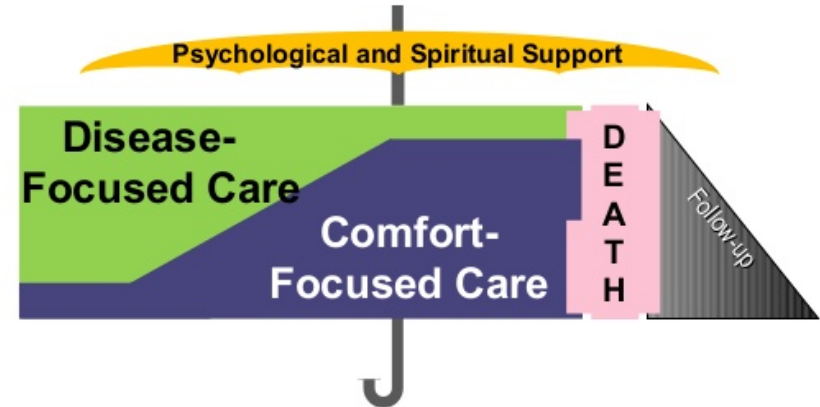 Psychological and Spiritual Support
Disease-
Focused Care
Comfort-
Focused Care
D
E
A
T
H
Follow-up